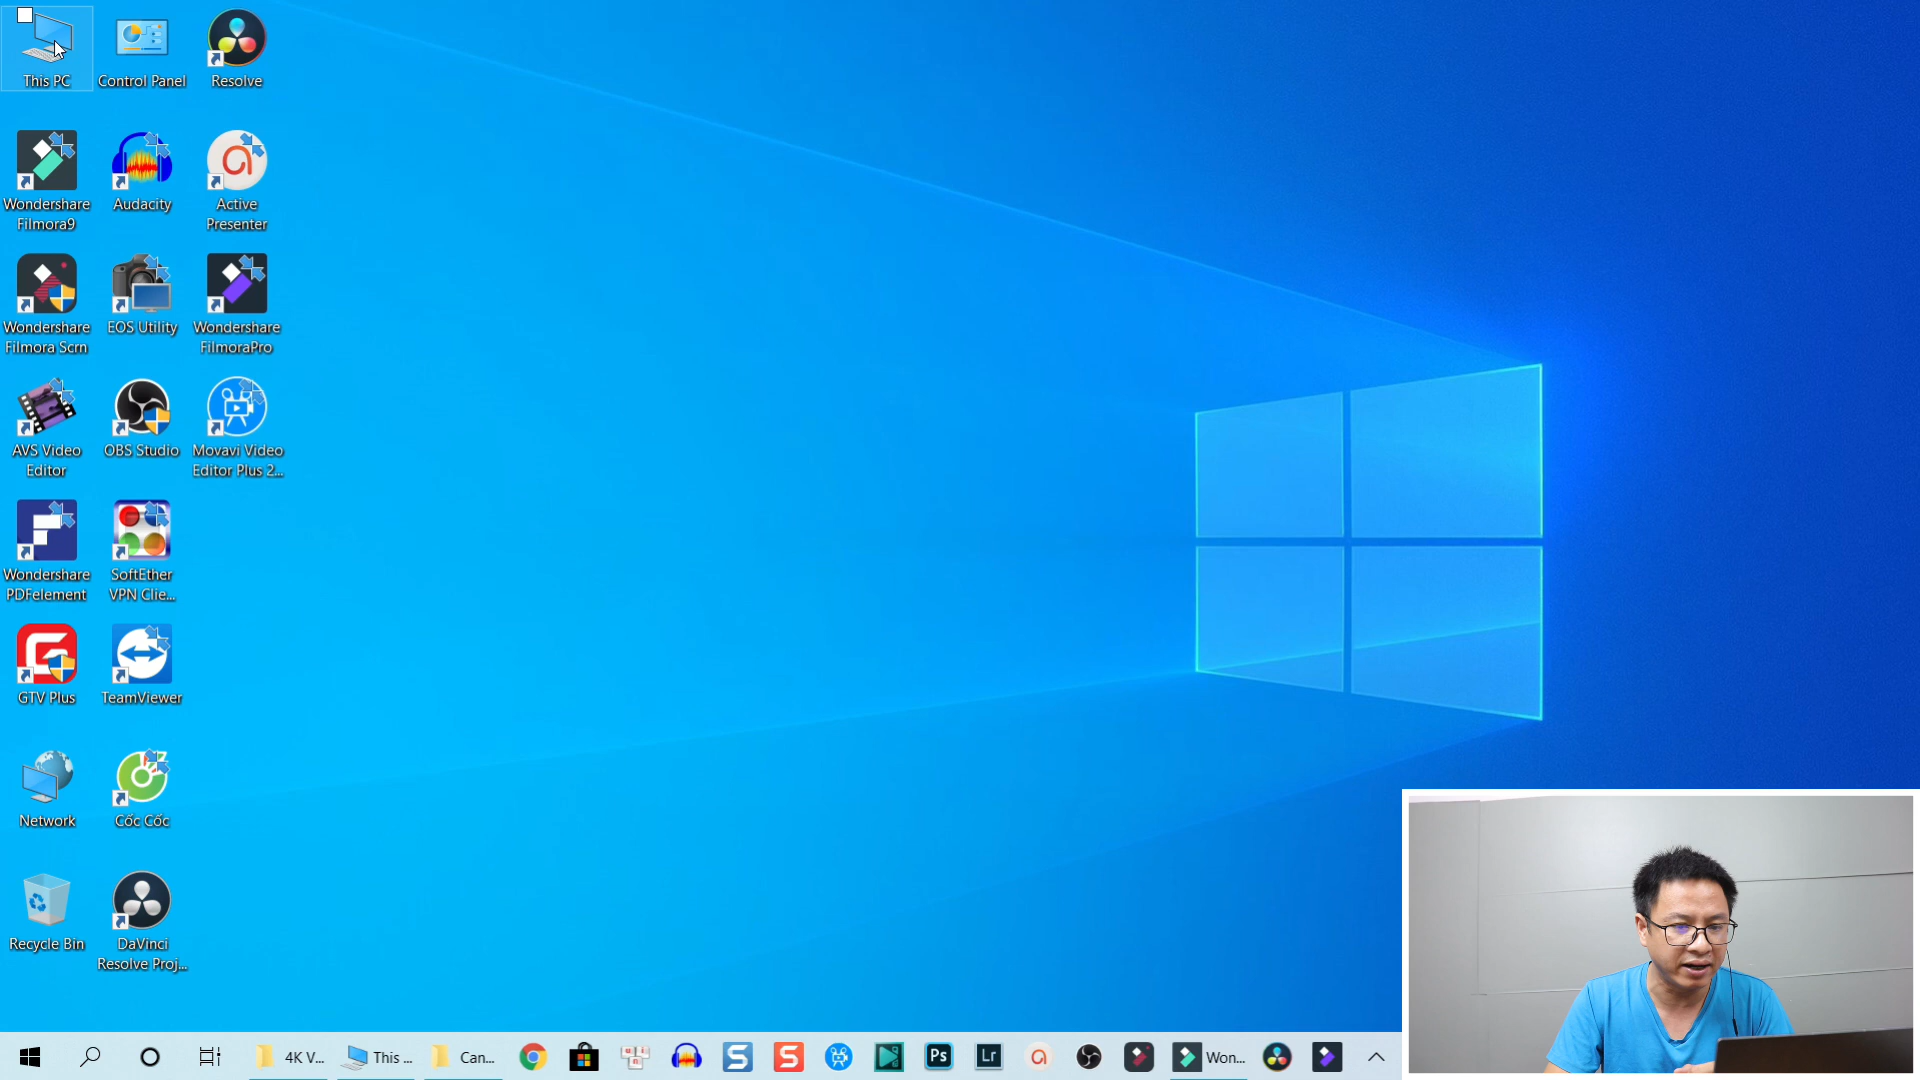 This PC
Control Panel
Resolve
Wondershare
Filmora9
Audacity
Active
Presenter
Wondershare
Filmora Scrn
EOS Utility
Wondershare
FilmoraPro
AVS Video
Editor
OBS Studio
Movavi Video
Editor Plus 2...
Wondershare
PDFelement
SoftEther
VPN Clie...
GTV Plus
TeamViewer
Network
Cốc Cốc
Recycle Bin
DaVinci
Resolve Proj...
4K V...
This ...
Can...
Ps
Lr
Won...